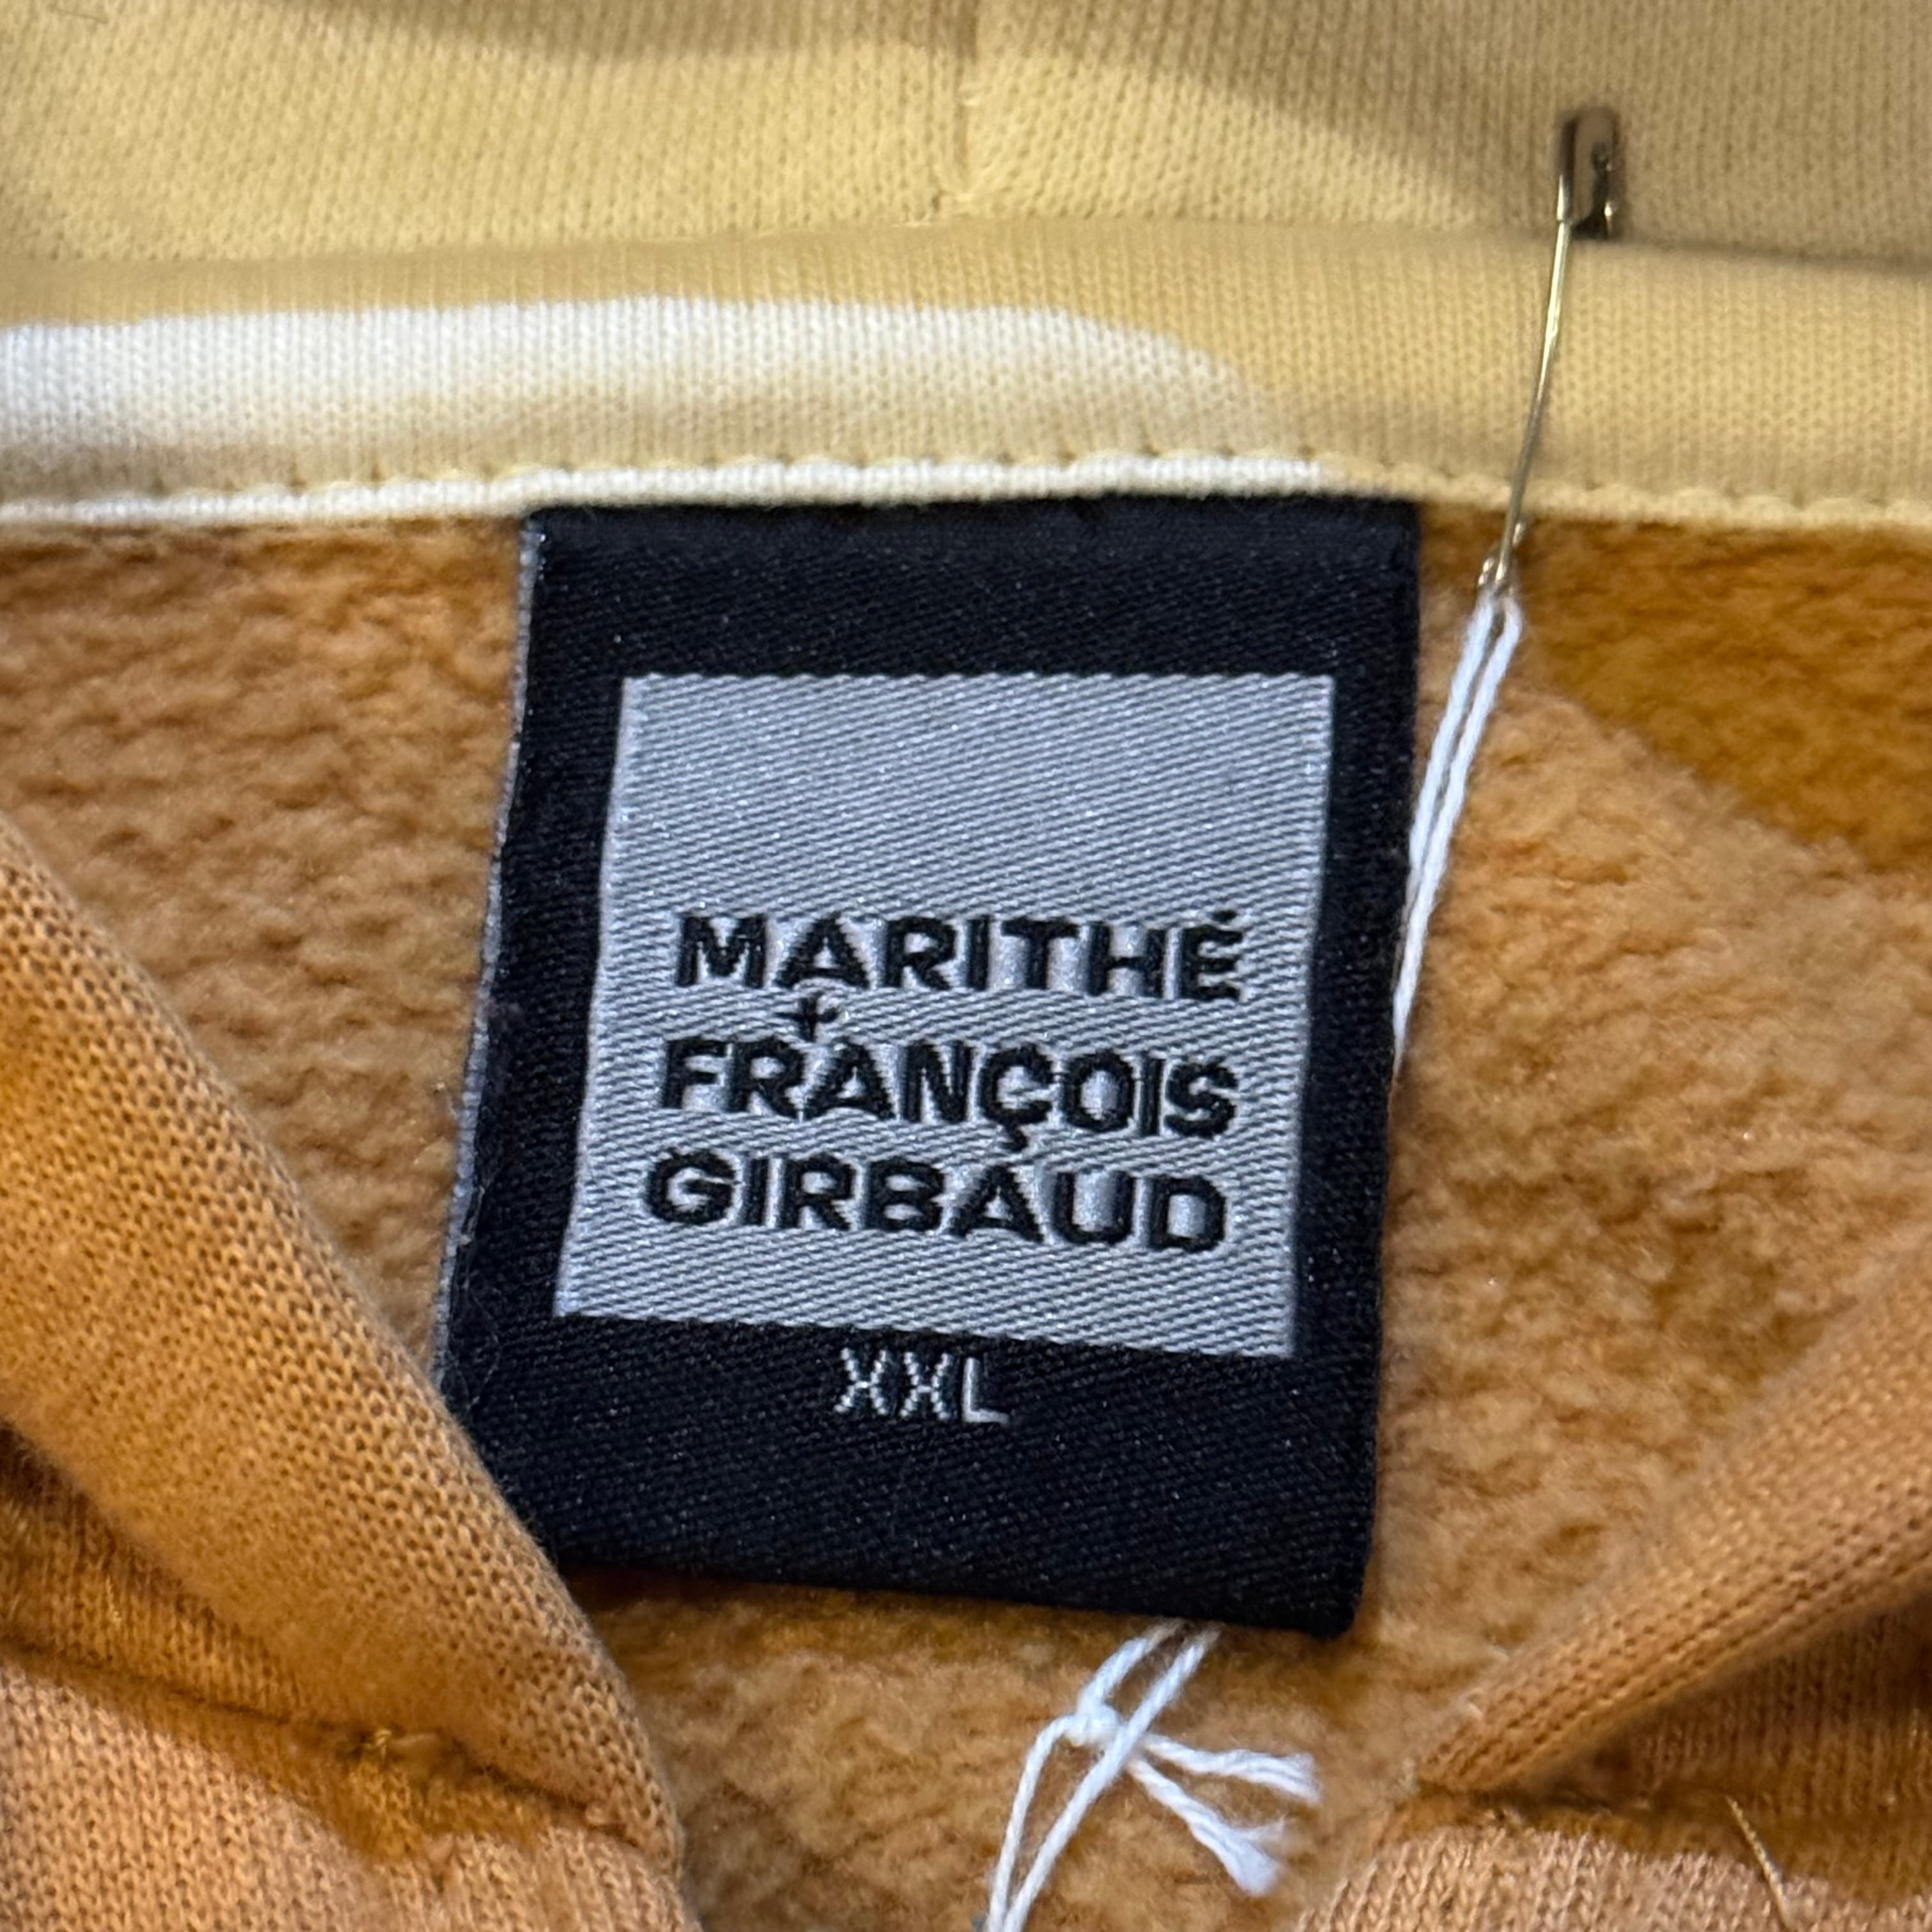 MARITHÉ
+
FRANÇOIS
GIRBAUD
XXL